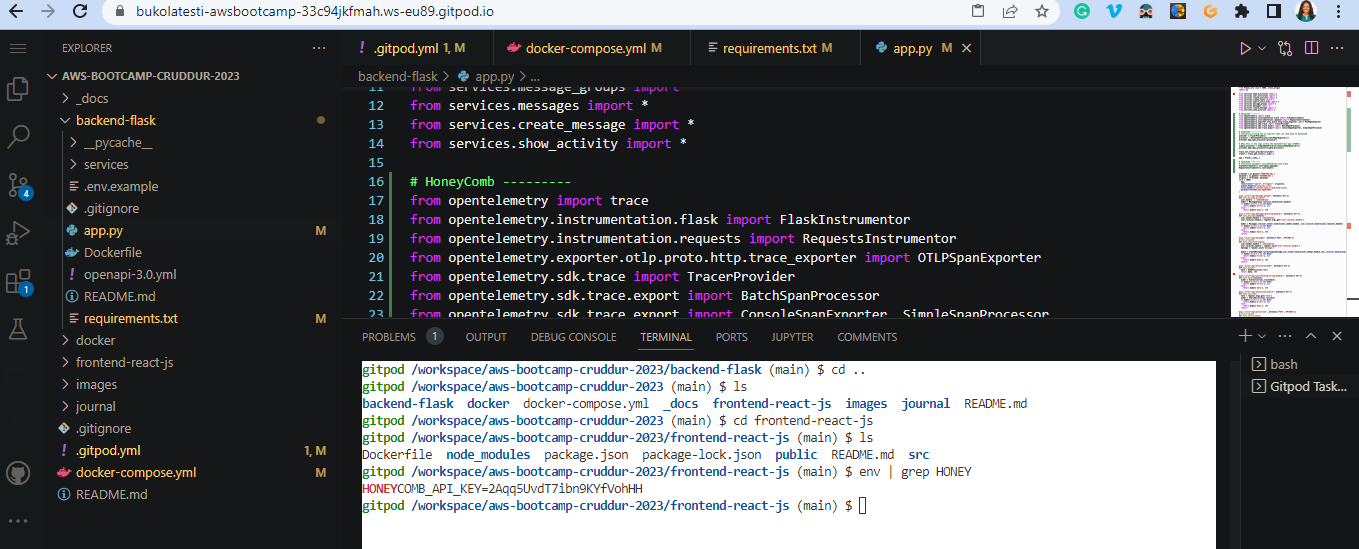 bukolatesti-awsbootcamp-33c94jkfmah.ws-eu89.gitpod.io
EXPLORER
AWS-BOOTCAMP-CRUDDUR-2023
_docs
backend-flask
__pycache__
services
.env.example
.gitignore
app.py M
Dockerfile
openapi-3.0.yml
README.md
requirements.txt M
docker
frontend-react-js
images
journal
.gitignore
.gitpod.yml 1, M
docker-compose.yml M
README.md
4
1
.gitpod.yml 1, M
docker-compose.yml M
requirements.txt M
app.py M
backend-flask > app.py > ...
11 from services.message_groups import
12 from services.messages import *
13 from services.create_message import *
14 from services.show_activity import *
15
16 # HoneyComb ---------
17 from opentelemetry import trace
18 from opentelemetry.instrumentation.flask import FlaskInstrumentor
19 from opentelemetry.instrumentation.requests import RequestsInstrumentor
20 from opentelemetry.exporter.otlp.proto.http.trace_exporter import OTLPSpanExporter
21 from opentelemetry.sdk.trace import TracerProvider
22 from opentelemetry.sdk.trace.export import BatchSpanProcessor
23 from opentelemetry.sdk.trace.export import ConsoleSpanExporter, SimpleSpanProcessor
PROBLEMS 1 OUTPUT DEBUG CONSOLE TERMINAL PORTS JUPYTER COMMENTS
gitpod /workspace/aws-bootcamp-cruddur-2023/backend-flask (main) $ cd ..
gitpod /workspace/aws-bootcamp-cruddur-2023 (main) $ ls
backend-flask docker docker-compose.yml _docs frontend-react-js images journal README.md
gitpod /workspace/aws-bootcamp-cruddur-2023 (main) $ cd frontend-react-js
gitpod /workspace/aws-bootcamp-cruddur-2023/frontend-react-js (main) $ ls
Dockerfile node_modules package.json package-lock.json public README.md src
gitpod /workspace/aws-bootcamp-cruddur-2023/frontend-react-js (main) $ env | grep HONEY
HONEYCOMB_API_KEY=2Aqq5UvdT7ibn9KYfVohHH
gitpod /workspace/aws-bootcamp-cruddur-2023/frontend-react-js (main) $
bash
Gitpod Task...